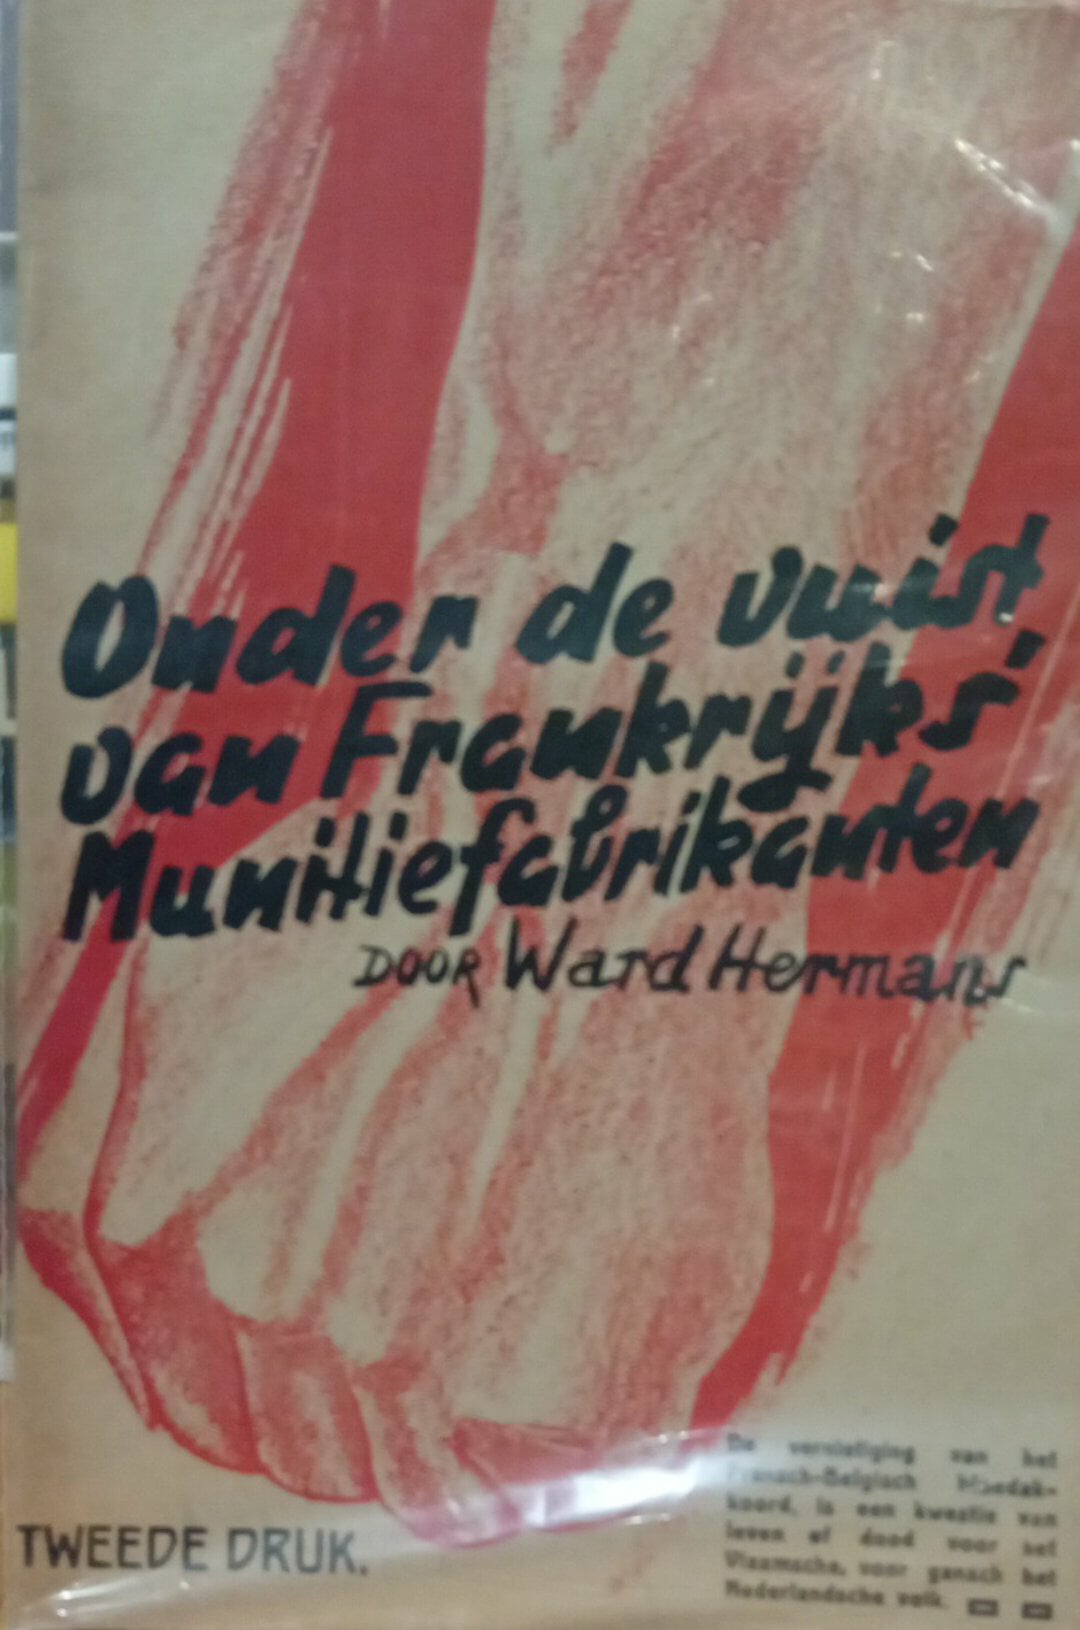 Onder de vuist
van Frankrijks'
Munitiefabrikanten
DOOR Ward Hermans
TWEEDE DRUK.
De vernietiging van het
Fransch-Belgisch
koord, is een kwestie van
leven of dood voor het
Vlaamsche, voor gansch het
Nederlandsche volk.